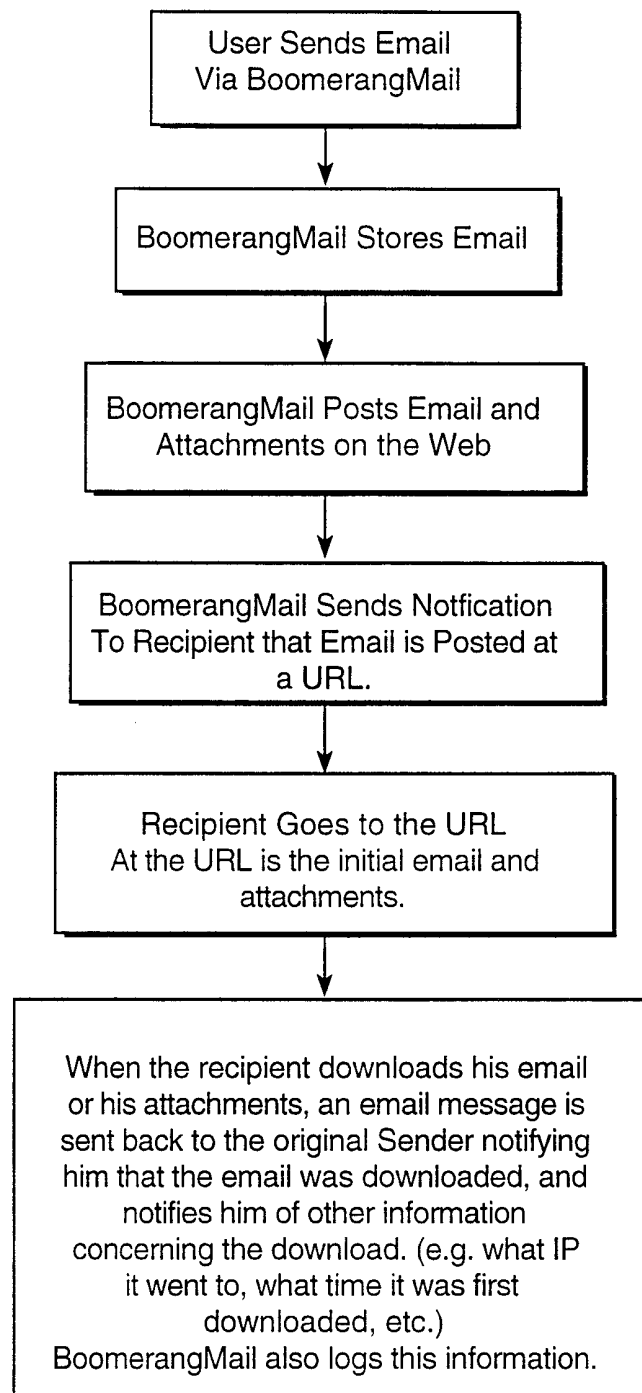 User Sends Email
Via BoomerangMail
BoomerangMail Stores Email
BoomerangMail Posts Email and
Attachments on the Web
BoomerangMail Sends Notfication
To Recipient that Email is Posted at
a URL.
Recipient Goes to the URL
At the URL is the initial email and
attachments.
When the recipient downloads his email
or his attachments, an email message is
sent back to the original Sender notifying
him that the email was downloaded, and
notifies him of other information
concerning the download. (e.g. what IP
it went to, what time it was first
downloaded, etc.)
BoomerangMail also logs this information.